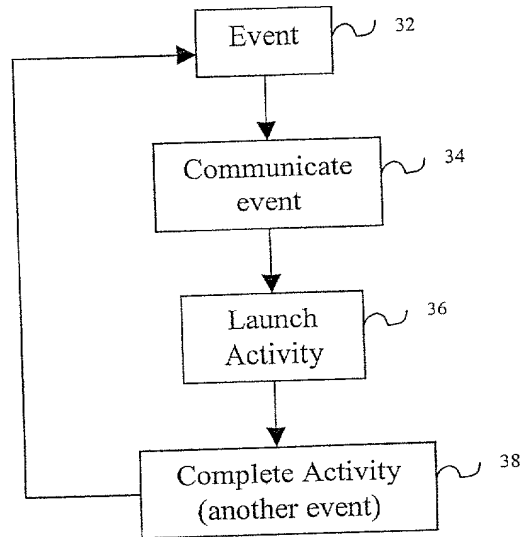 Event
32
Communicate
event
34
Launch
Activity
36
Complete Activity
(another event)
38